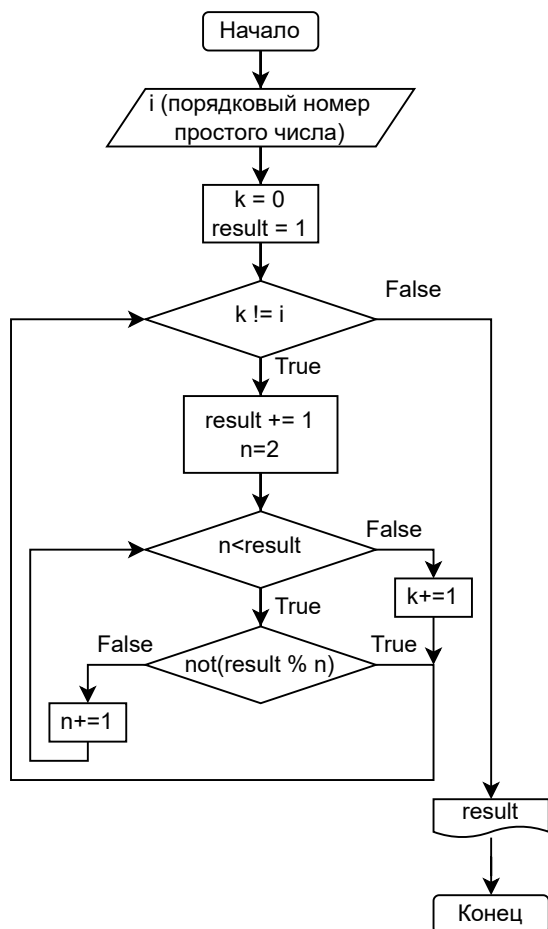 Начало
i (порядковый номер
простого числа)
k = 0
result = 1
k != i
False
True
result += 1
n=2
n<result
False
k+=1
True
False
not(result % n)
True
n+=1
result
Конец